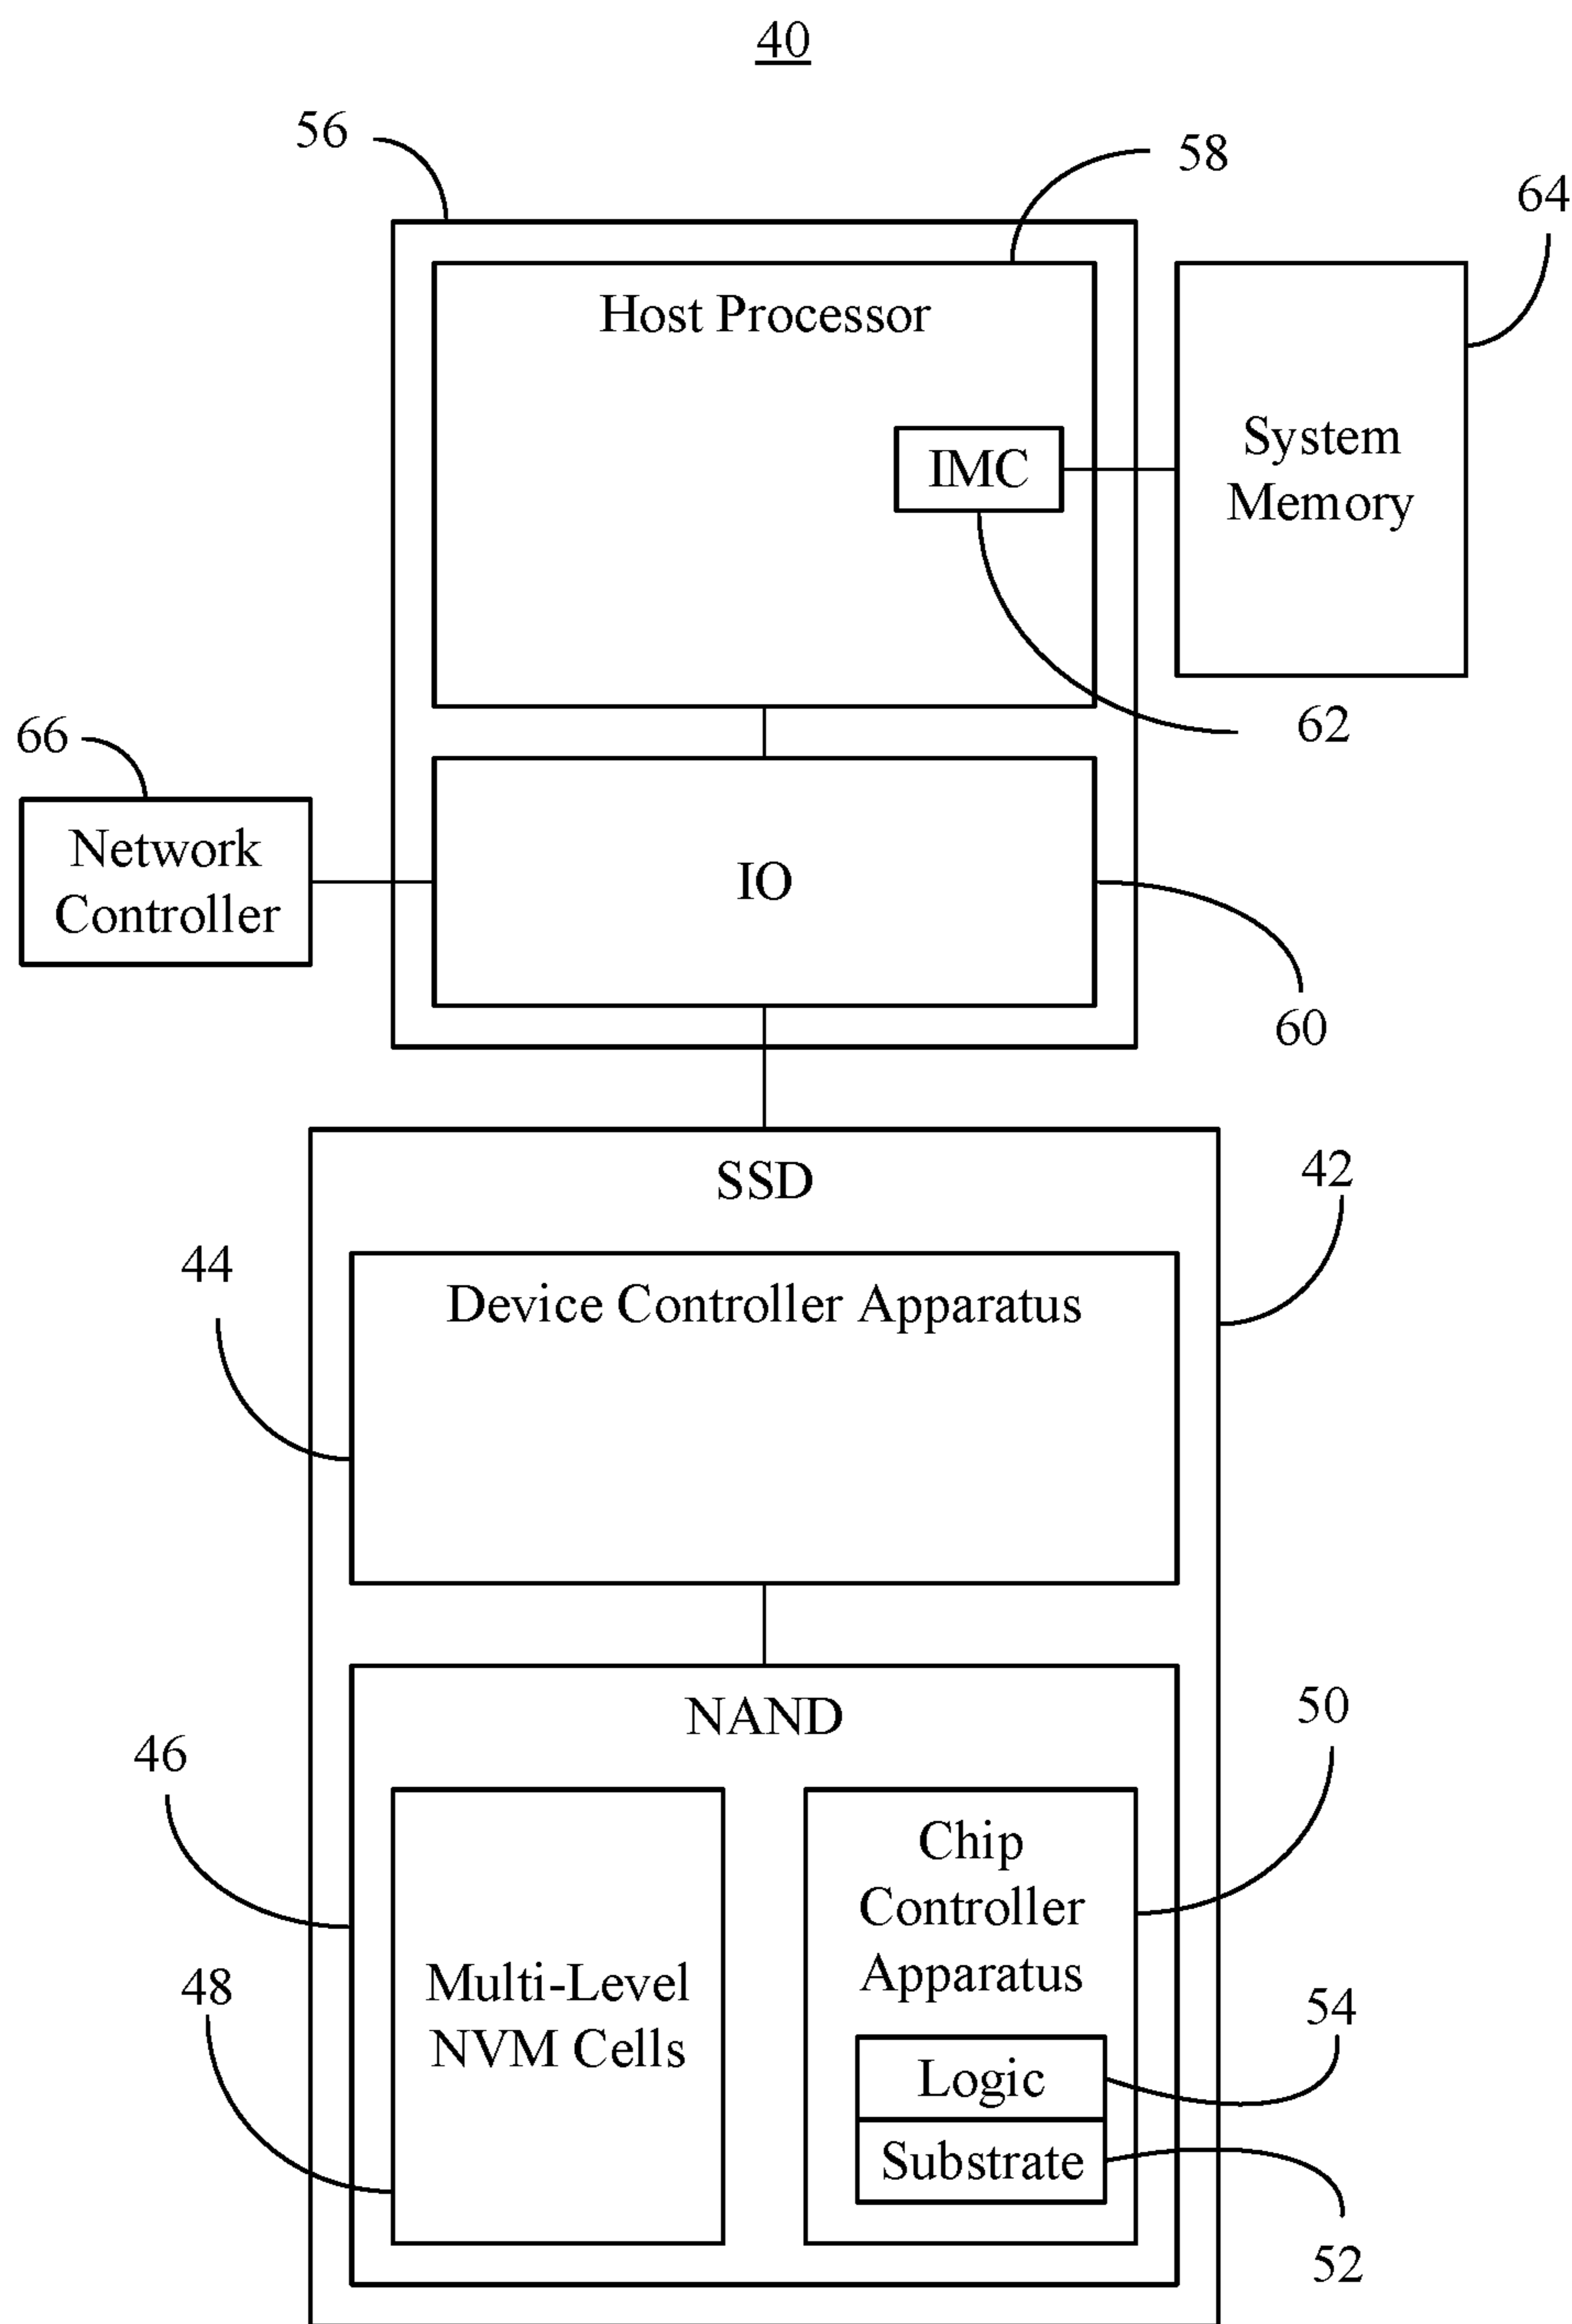 40
56
58
64
Host Processor
IMC
System
Memory
62
66
Network
Controller
IO
60
SSD
42
44
Device Controller Apparatus
NAND
50
46
Chip
Controller
Apparatus
48
Multi-Level
NVM Cells
54
Logic
Substrate
52